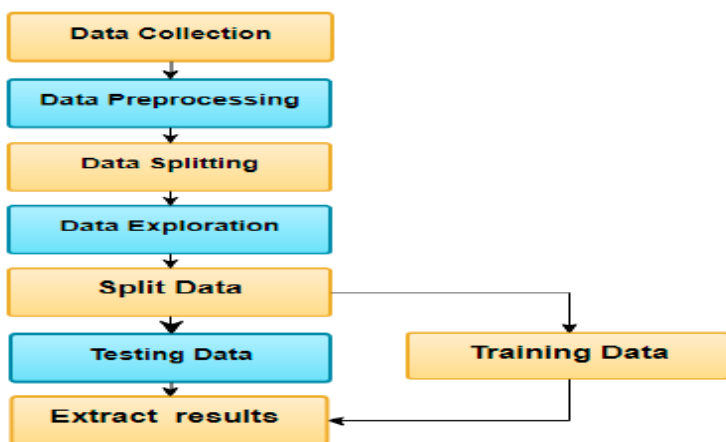 Data Collection
Data Preprocessing
Data Splitting
Data Exploration
Split Data
Testing Data
Training Data
Extract results